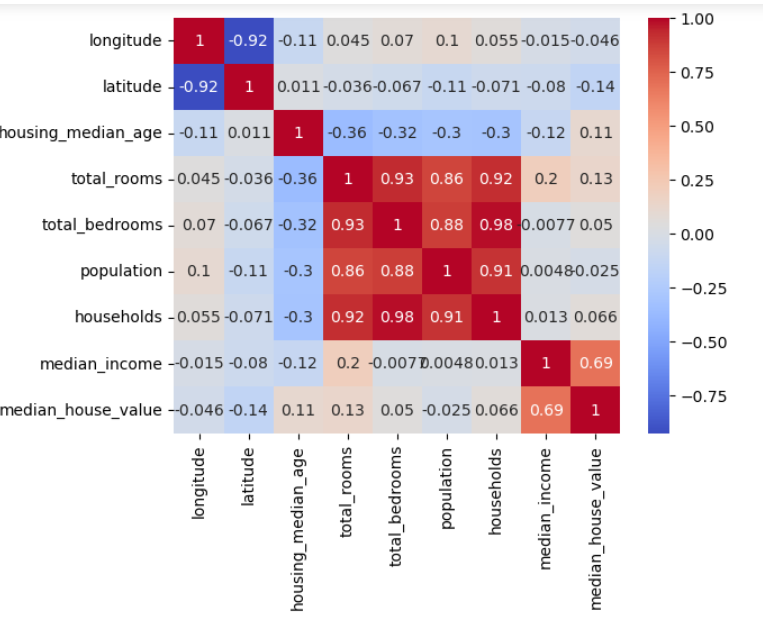 longitude 1 -0.92 -0.11 0.045 0.07 0.1 0.055 -0.015 -0.046
latitude -0.92 1 0.011 -0.036 -0.067 -0.11 -0.071 -0.08 -0.14
housing_median_age -0.11 0.011 1 -0.36 -0.32 -0.3 -0.3 -0.12 0.11
total_rooms 0.045 -0.036 -0.36 1 0.93 0.86 0.92 0.2 0.13
total_bedrooms 0.07 -0.067 -0.32 0.93 1 0.88 0.98 -0.0077 0.05
population 0.1 -0.11 -0.3 0.86 0.88 1 0.91 0.0048 -0.025
households 0.055 -0.071 -0.3 0.92 0.98 0.91 1 0.013 0.066
median_income -0.015 -0.08 -0.12 0.2 -0.0077 0.0048 0.013 1 0.69
median_house_value -0.046 -0.14 0.11 0.13 0.05 -0.025 0.066 0.69 1
longitude
latitude
housing_median_age
total_rooms
total_bedrooms
population
households
median_income
median_house_value
1.00
0.75
0.50
0.25
0.00
−0.25
−0.50
−0.75